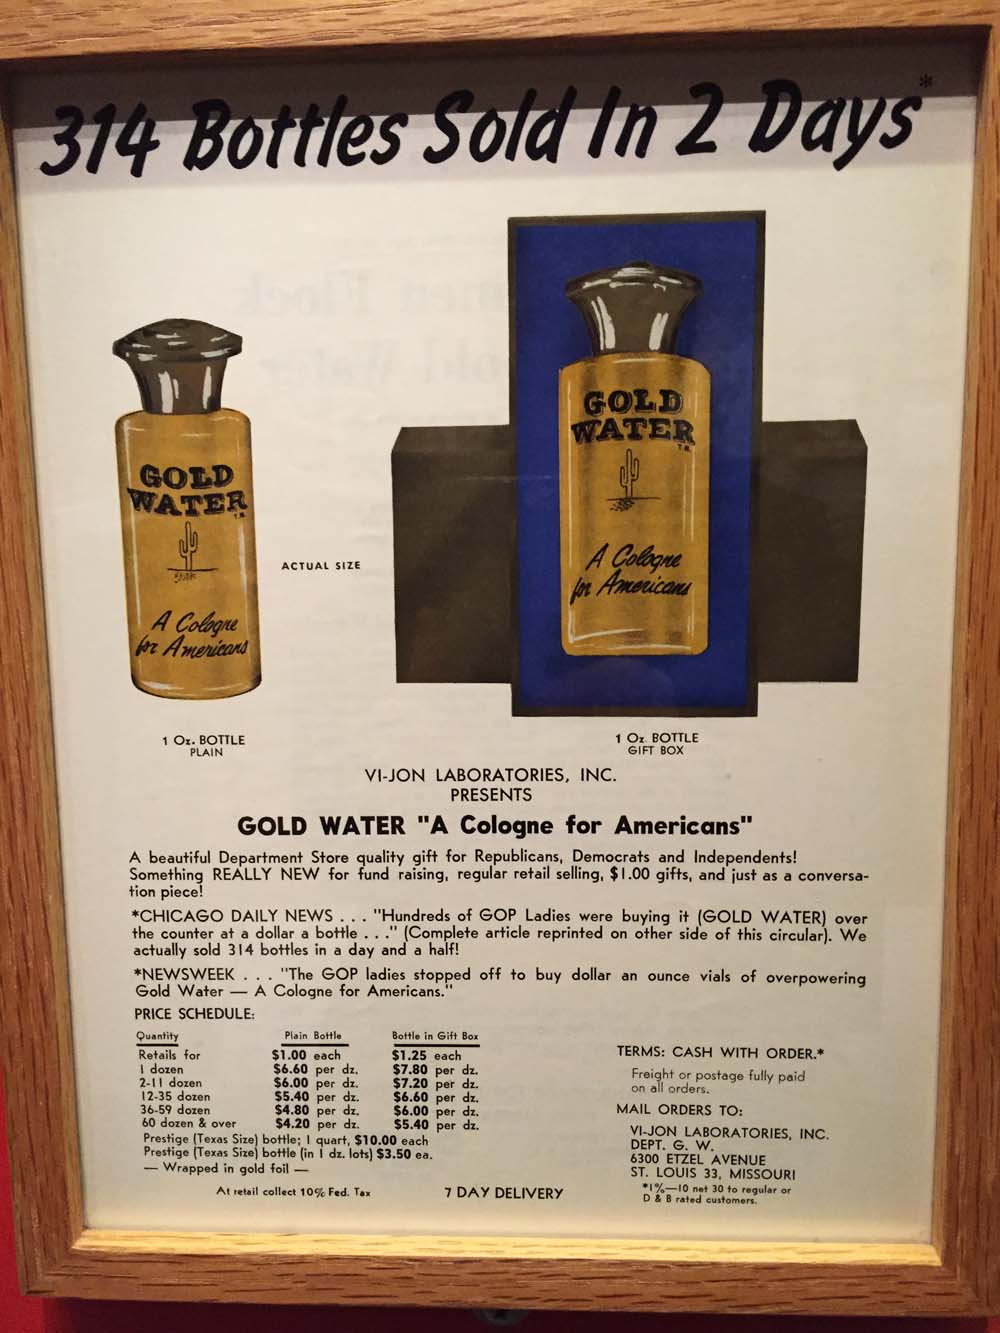 314 Bottles Sold In 2 Days*
GOLD
WATER T.M.
A Cologne
for Americans
ACTUAL SIZE
GOLD
WATER T.M.
A Cologne
for Americans
1 Oz. BOTTLE
PLAIN
1 Oz. BOTTLE
GIFT BOX
VI-JON LABORATORIES, INC.
PRESENTS
GOLD WATER "A Cologne for Americans"
A beautiful Department Store quality gift for Republicans, Democrats and Independents!
Something REALLY NEW for fund raising, regular retail selling, $1.00 gifts, and just as a conversa-
tion piece!
*CHICAGO DAILY NEWS . . . "Hundreds of GOP Ladies were buying it (GOLD WATER) over
the counter at a dollar a bottle . . ." (Complete article reprinted on other side of this circular). We
actually sold 314 bottles in a day and a half!
*NEWSWEEK . . . "The GOP ladies stopped off to buy dollar an ounce vials of overpowering
Gold Water — A Cologne for Americans."
PRICE SCHEDULE:
Quantity Plain Bottle Bottle in Gift Box
Retails for $1.00 each $1.25 each
1 dozen $6.60 per dz. $7.80 per dz.
2-11 dozen $6.00 per dz. $7.20 per dz.
12-35 dozen $5.40 per dz. $6.60 per dz.
36-59 dozen $4.80 per dz. $6.00 per dz.
60 dozen & over $4.20 per dz. $5.40 per dz.
Prestige (Texas Size) bottle; 1 quart, $10.00 each
Prestige (Texas Size) bottle (in 1 dz. lots) $3.50 ea.
— Wrapped in gold foil —
At retail collect 10% Fed. Tax
7 DAY DELIVERY
TERMS: CASH WITH ORDER.*
Freight or postage fully paid
on all orders.
MAIL ORDERS TO:
VI-JON LABORATORIES, INC.
DEPT. G. W.
6300 ETZEL AVENUE
ST. LOUIS 33, MISSOURI
*1%—10 net 30 to regular or
D & B rated customers.